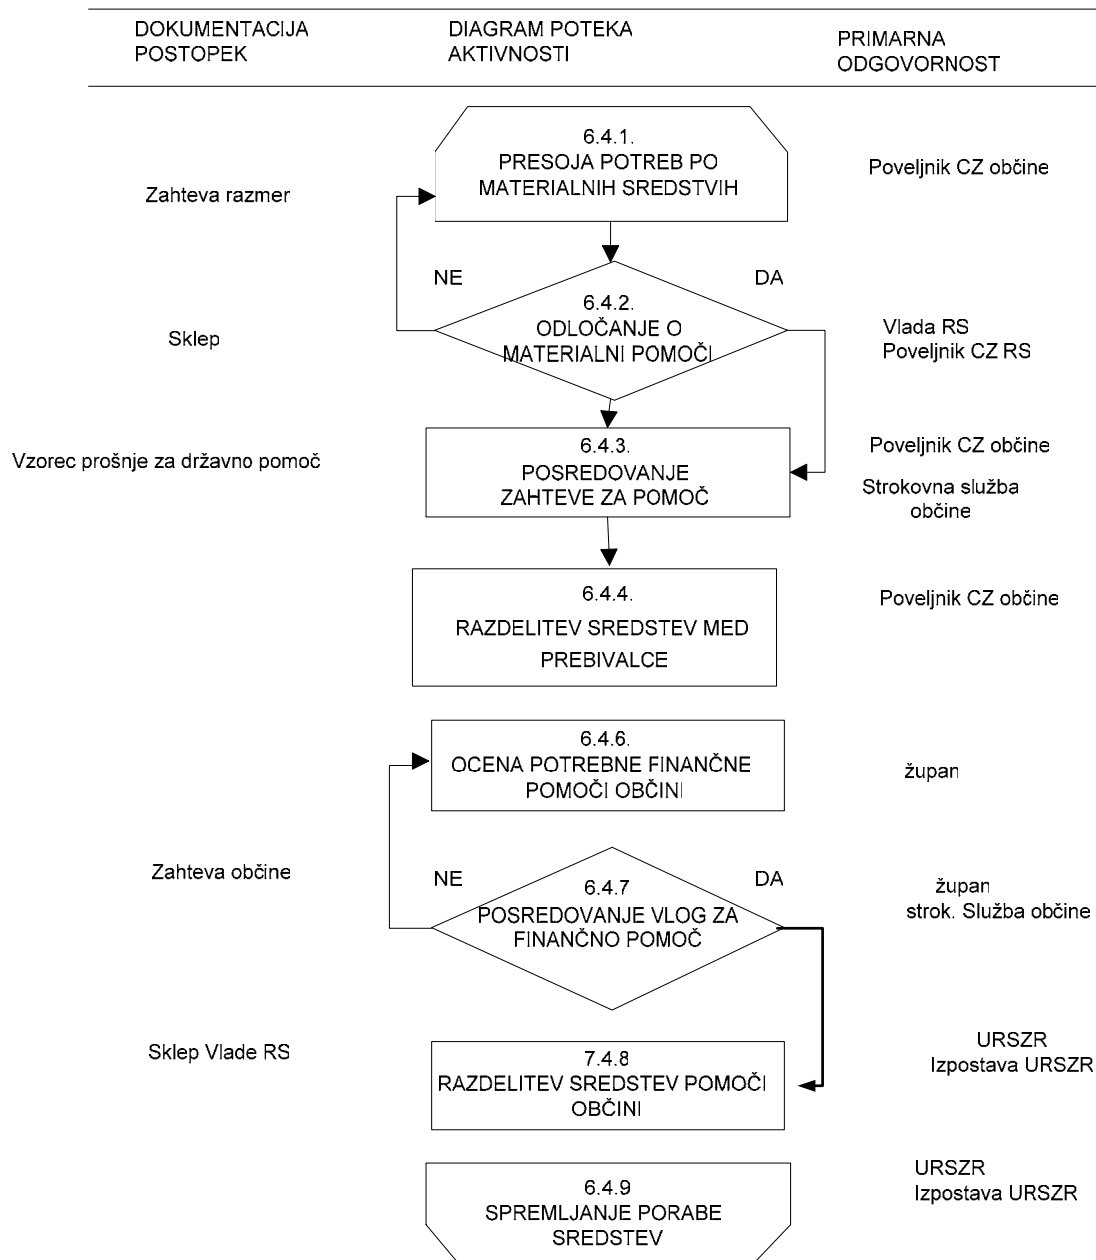 DOKUMENTACIJA
POSTOPEK
DIAGRAM POTEKA
AKTIVNOSTI
PRIMARNA
ODGOVORNOST
6.4.1.
PRESOJA POTREB PO
MATERIALNIH SREDSTVIH
Poveljnik CZ občine
Zahteva razmer
NE
DA
6.4.2.
ODLOČANJE O
MATERIALNI POMOČI
Sklep
Vlada RS
Poveljnik CZ RS
Vzorec prošnje za državno pomoč
6.4.3.
POSREDOVANJE
ZAHTEVE ZA POMOČ
Poveljnik CZ občine
Strokovna služba
občine
6.4.4.
RAZDELITEV SREDSTEV MED
PREBIVALCE
Poveljnik CZ občine
6.4.6.
OCENA POTREBNE FINANČNE
POMOČI OBČINI
župan
Zahteva občine
NE
DA
6.4.7
POSREDOVANJE VLOG ZA
FINANČNO POMOČ
župan
strok. Služba občine
Sklep Vlade RS
7.4.8
RAZDELITEV SREDSTEV POMOČI
OBČINI
URSZR
Izpostava URSZR
6.4.9
SPREMLJANJE PORABE
SREDSTEV
URSZR
Izpostava URSZR